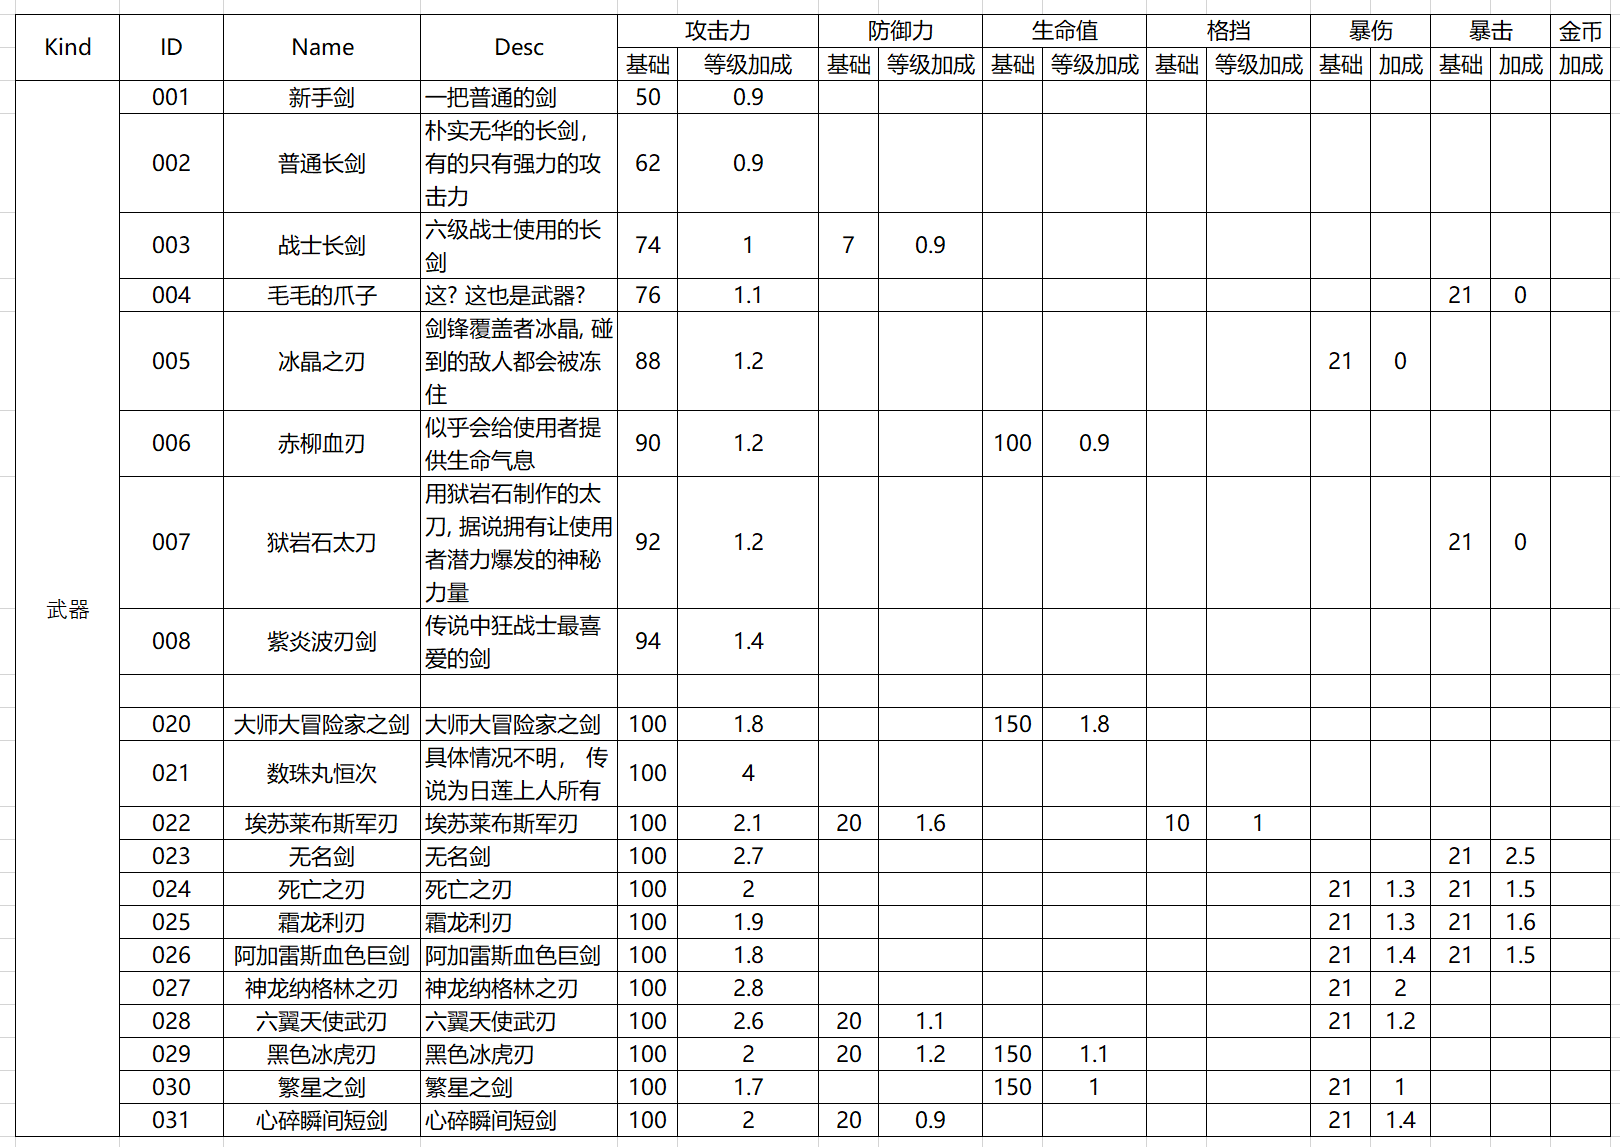 Kind ID Name Desc 攻击力 防御力 生命值 格挡 暴伤 暴击 金币
基础 等级加成 基础 等级加成 基础 等级加成 基础 等级加成 基础 加成 基础 加成 加成
武器
001 新手剑 一把普通的剑 50 0.9
002 普通长剑 朴实无华的长剑，
有的只有强力的攻
击力 62 0.9
003 战士长剑 六级战士使用的长
剑 74 1 7 0.9
004 毛毛的爪子 这? 这也是武器? 76 1.1 21 0
005 冰晶之刃 剑锋覆盖者冰晶, 碰
到的敌人都会被冻
住 88 1.2 21 0
006 赤柳血刃 似乎会给使用者提
供生命气息 90 1.2 100 0.9
007 狱岩石太刀 用狱岩石制作的太
刀, 据说拥有让使用
者潜力爆发的神秘
力量 92 1.2 21 0
008 紫炎波刃剑 传说中狂战士最喜
爱的剑 94 1.4
020 大师大冒险家之剑 大师大冒险家之剑 100 1.8 150 1.8
021 数珠丸恒次 具体情况不明， 传
说为日莲上人所有 100 4
022 埃苏莱布斯军刃 埃苏莱布斯军刃 100 2.1 20 1.6 10 1
023 无名剑 无名剑 100 2.7 21 2.5
024 死亡之刃 死亡之刃 100 2 21 1.3 21 1.5
025 霜龙利刃 霜龙利刃 100 1.9 21 1.3 21 1.6
026 阿加雷斯血色巨剑 阿加雷斯血色巨剑 100 1.8 21 1.4 21 1.5
027 神龙纳格林之刃 神龙纳格林之刃 100 2.8 21 2
028 六翼天使武刃 六翼天使武刃 100 2.6 20 1.1 21 1.2
029 黑色冰虎刃 黑色冰虎刃 100 2 20 1.2 150 1.1
030 繁星之剑 繁星之剑 100 1.7 150 1 21 1
031 心碎瞬间短剑 心碎瞬间短剑 100 2 20 0.9 21 1.4